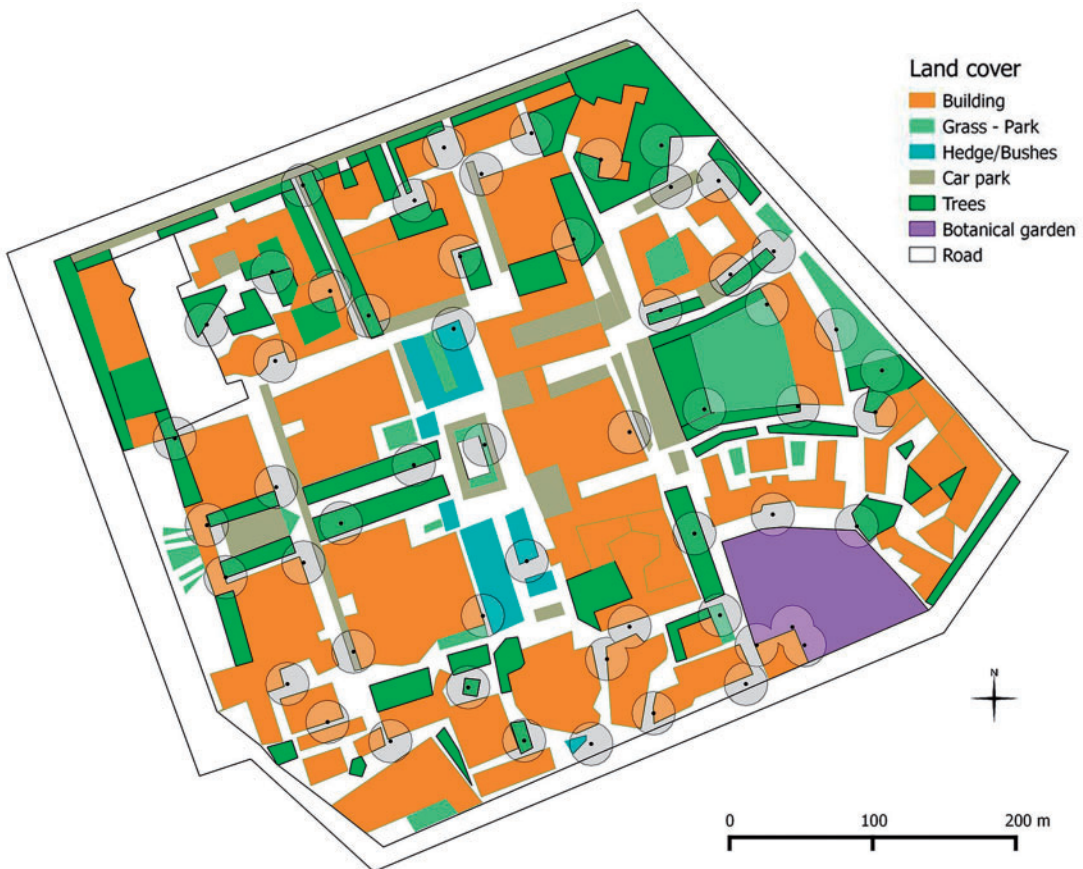 Land cover
Building
Grass - Park
Hedge/Bushes
Car park
Trees
Botanical garden
Road
N
0 100 200 m